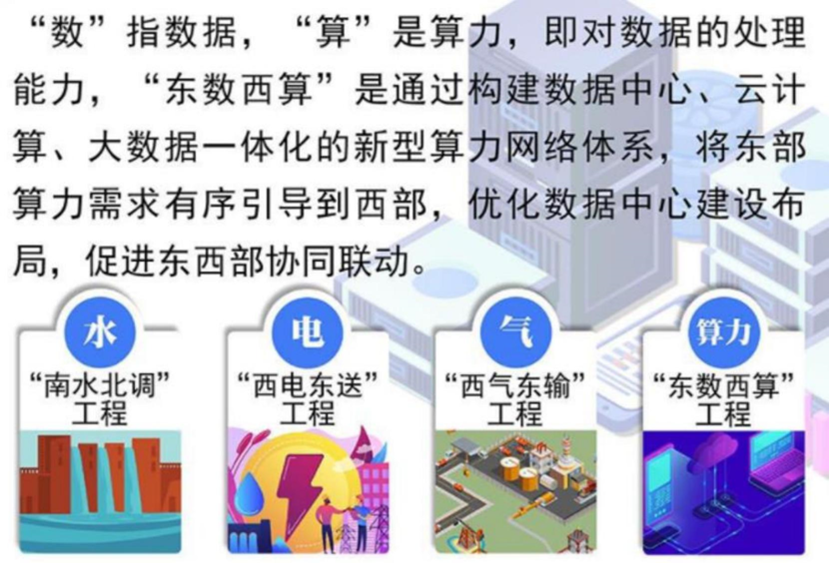 “数”指数据，“算”是算力，即对数据的处理
能力，“东数西算”是通过构建数据中心、云计
算、大数据一体化的新型算力网络体系，将东部
算力需求有序引导到西部，优化数据中心建设布
局，促进东西部协同联动。
水
“南水北调”
工程
电
“西电东送”
工程
气
“西气东输”
工程
算力
“东数西算”
工程